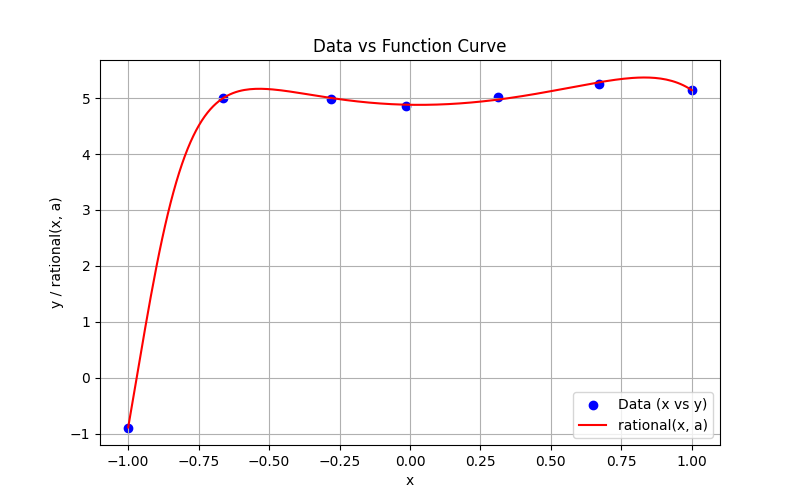 Data vs Function Curve
y / rational(x, a)
5
4
3
2
1
0
−1
−1.00 −0.75 −0.50 −0.25 0.00 0.25 0.50 0.75 1.00
x
Data (x vs y)
rational(x, a)